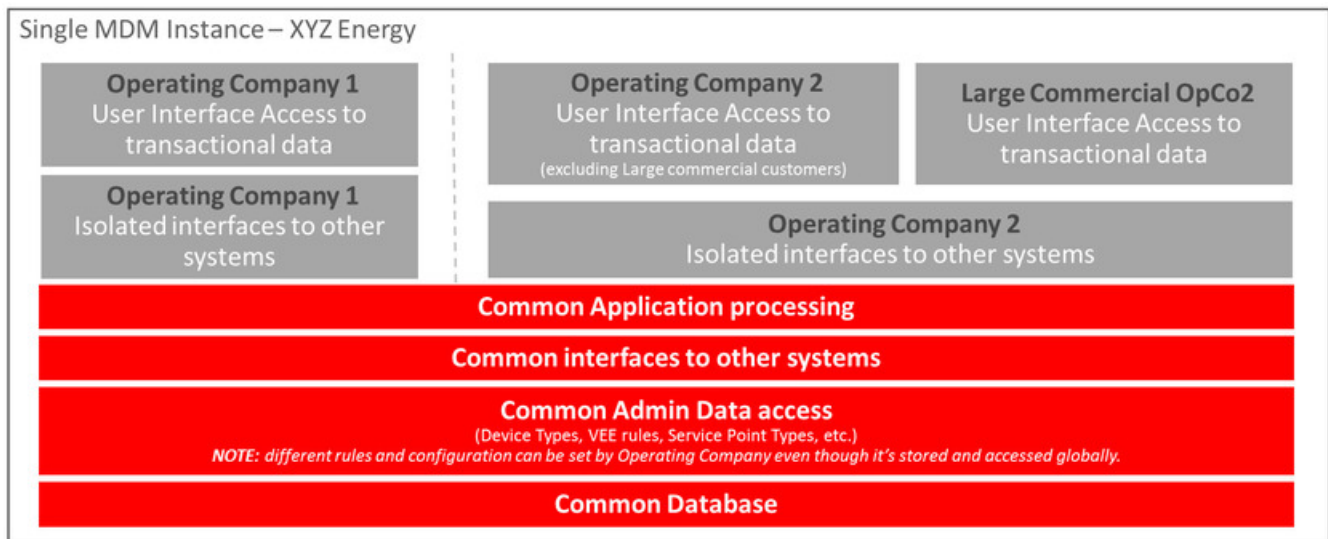 Single MDM Instance – XYZ Energy
Operating Company 1
User Interface Access to
transactional data
Operating Company 1
Isolated interfaces to other
systems
Operating Company 2
User Interface Access to
transactional data
(excluding Large commercial customers)
Large Commercial OpCo2
User Interface Access to
transactional data
Operating Company 2
Isolated interfaces to other systems
Common Application processing
Common interfaces to other systems
Common Admin Data access
(Device Types, VEE rules, Service Point Types, etc.)
NOTE: different rules and configuration can be set by Operating Company even though it's stored and accessed globally.
Common Database